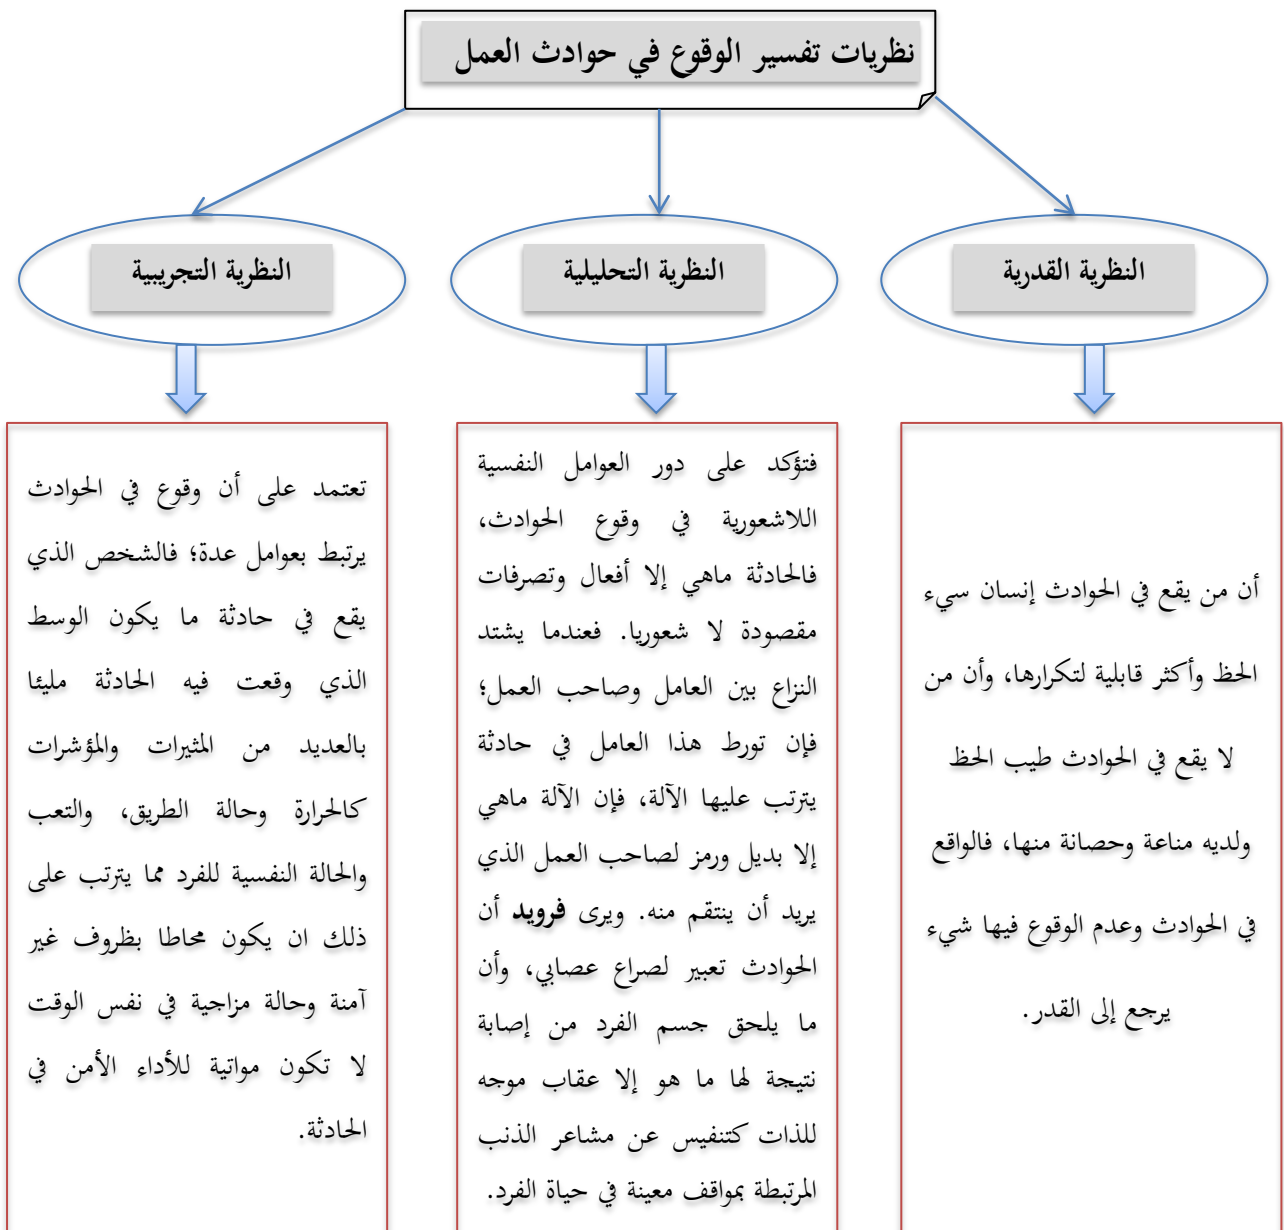 نظريات تفسير الوقوع في حوادث العمل
النظرية القدرية
النظرية التحليلية
النظرية التجريبية
أن من يقع في الحوادث إنسان سيء
الحظ وأكثر قابلية لتكرارها، وأن من
لا يقع في الحوادث طيب الحظ
ولديه مناعة وحصانة منها، فالواقع
في الحوادث وعدم الوقوع فيها شيء
يرجع إلى القدر.
فتؤكد على دور العوامل النفسية
اللاشعورية في وقوع الحوادث،
فالحادثة ماهي إلا أفعال وتصرفات
مقصودة لا شعوريا. فعندما يشتد
النزاع بين العامل وصاحب العمل؛
فإن تورط هذا العامل في حادثة
يترتب عليها الآلة، فإن الآلة ماهي
إلا بديل ورمز لصاحب العمل الذي
يريد أن ينتقم منه. ويرى فرويد أن
الحوادث تعبير لصراع عصابي، وأن
ما يلحق جسم الفرد من إصابة
نتيجة لها ما هو إلا عقاب موجه
للذات كتنفيس عن مشاعر الذنب
المرتبطة بمواقف معينة في حياة الفرد.
تعتمد على أن وقوع في الحوادث
يرتبط بعوامل عدة؛ فالشخص الذي
يقع في حادثة ما يكون الوسط
الذي وقعت فيه الحادثة مليئا
بالعديد من المثيرات والمؤشرات
كالحرارة وحالة الطريق، والتعب
والحالة النفسية للفرد مما يترتب على
ذلك ان يكون محاطا بظروف غير
آمنة وحالة مزاجية في نفس الوقت
لا تكون مواتية للأداء الأمن في
الحادثة.